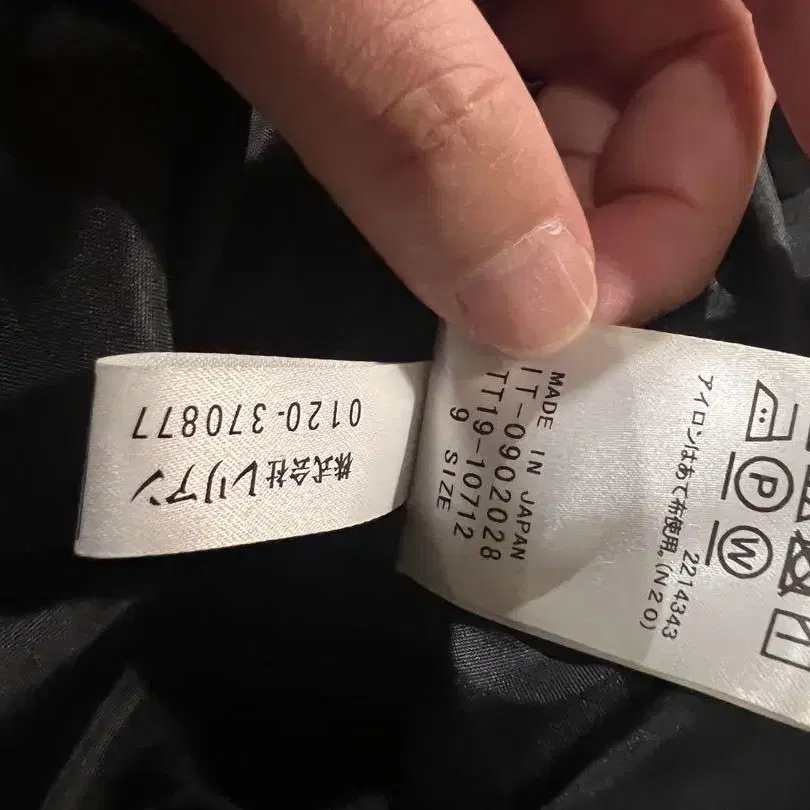 株式会社レリアン
0120-370877
アイロンはあて布使用。(N20)
2214343
MADE IN JAPAN
IT-0902028
TT19-10712
9 SIZE
P
W